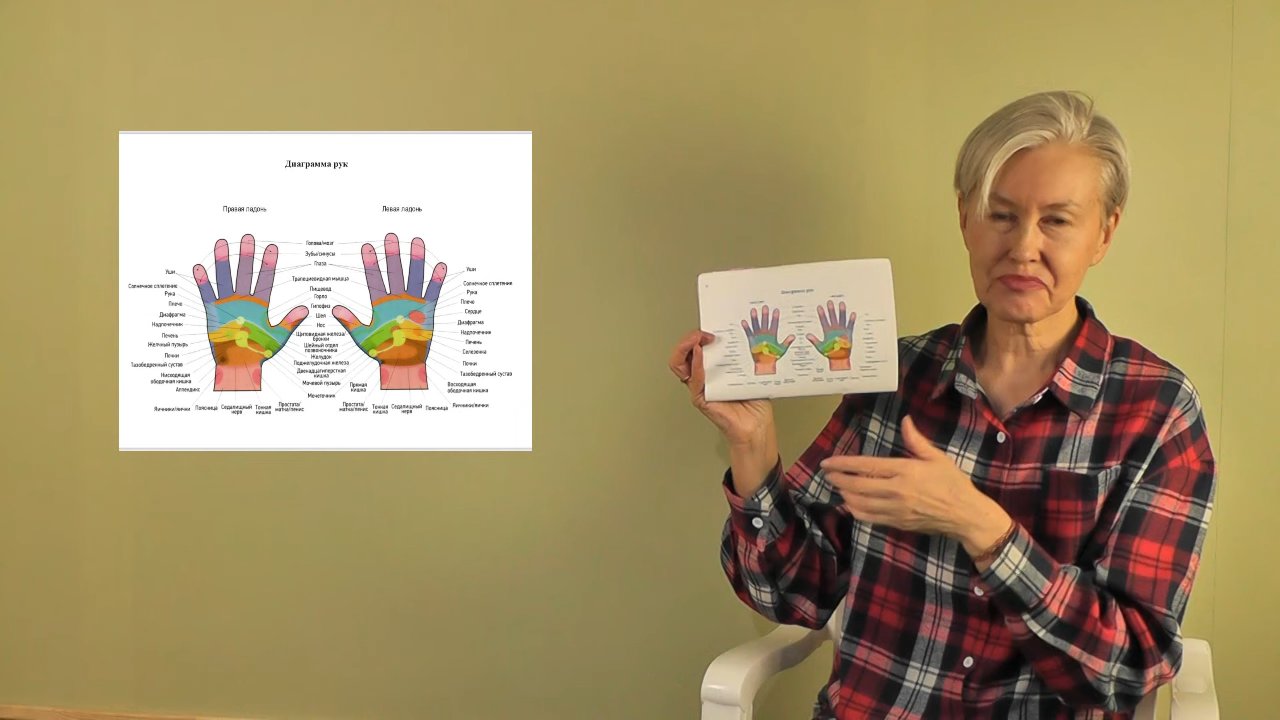 Диаграмма рук
Правая ладонь
Левая ладонь
Голова/мозг
Зубы/синусы
Глаза
Трапециевидная мышца
Пищевод
Горло
Гипофиз
Шея
Нос
Щитовидная железа/
бронхи
Шейный отдел
позвоночника
Желудок
Поджелудочная железа
Двенадцатиперстная
кишка
Мочевой пузырь
Прямая
кишка
Мочеточник
Уши
Солнечное сплетение
Рука
Плечо
Диафрагма
Надпочечник
Печень
Желчный пузырь
Почки
Тазобедренный сустав
Нисходящая
ободочная кишка
Аппендикс
Яичники/яички
Поясница
Седалищный
нерв
Тонкая
кишка
Простата/
матка/пенис
Простата/
матка/пенис
Тонкая
кишка
Седалищный
нерв
Поясница
Яичники/яички
Уши
Солнечное сплетение
Рука
Плечо
Сердце
Диафрагма
Надпочечник
Печень
Селезенка
Почки
Тазобедренный сустав
Восходящая
ободочная кишка
Диаграмма рук